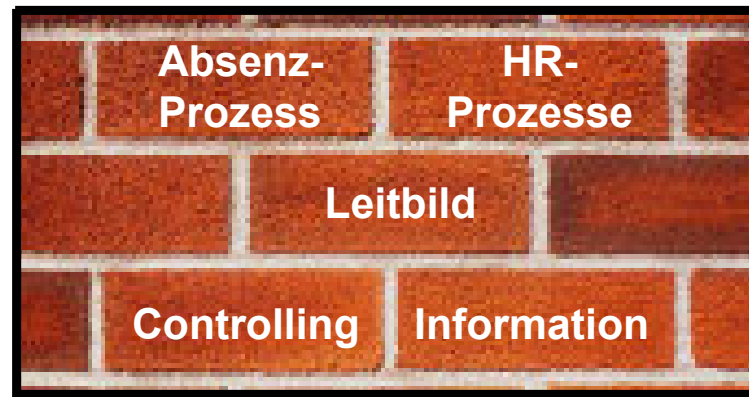 Absenz-
Prozess
HR-
Prozesse
Leitbild
Controlling
Information